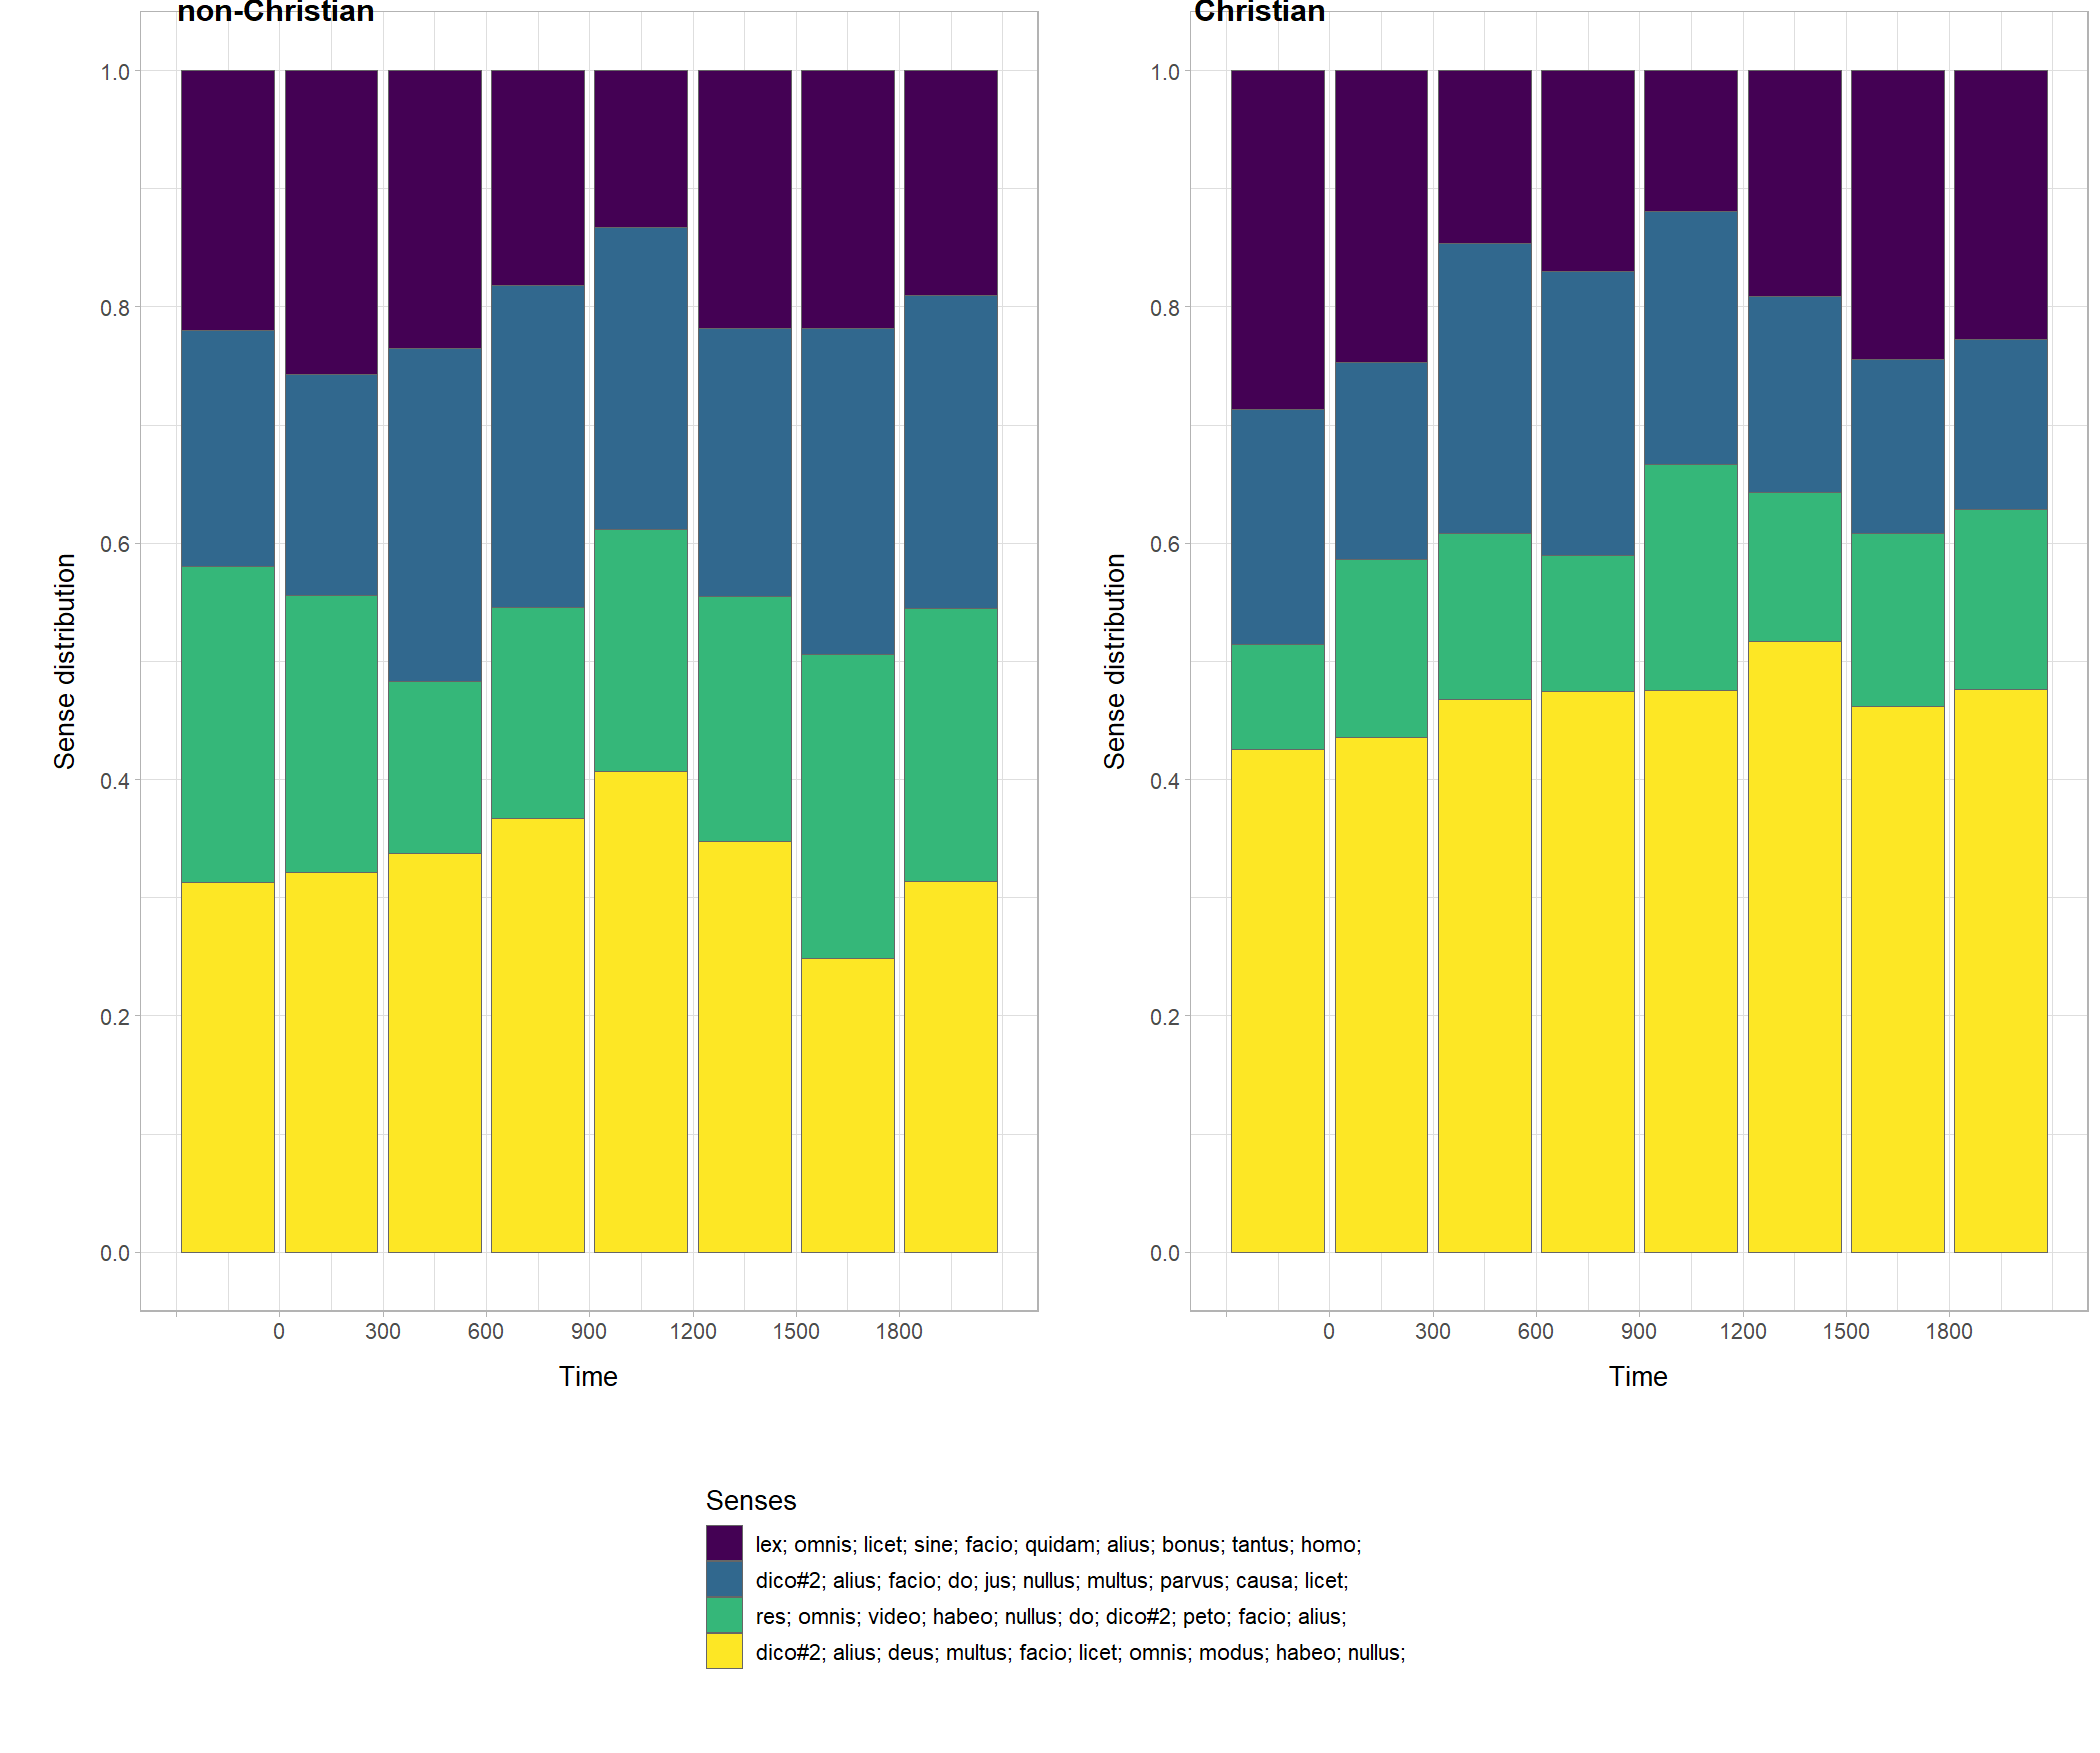 non-Christian
1.0
0.8
0.6
0.4
0.2
0.0
Sense distribution
0 300 600 900 1200 1500 1800
Time
Christian
1.0
0.8
0.6
0.4
0.2
0.0
Sense distribution
0 300 600 900 1200 1500 1800
Time
Senses
lex; omnis; licet; sine; facio; quidam; alius; bonus; tantus; homo;
dico#2; alius; facio; do; jus; nullus; multus; parvus; causa; licet;
res; omnis; video; habeo; nullus; do; dico#2; peto; facio; alius;
dico#2; alius; deus; multus; facio; licet; omnis; modus; habeo; nullus;